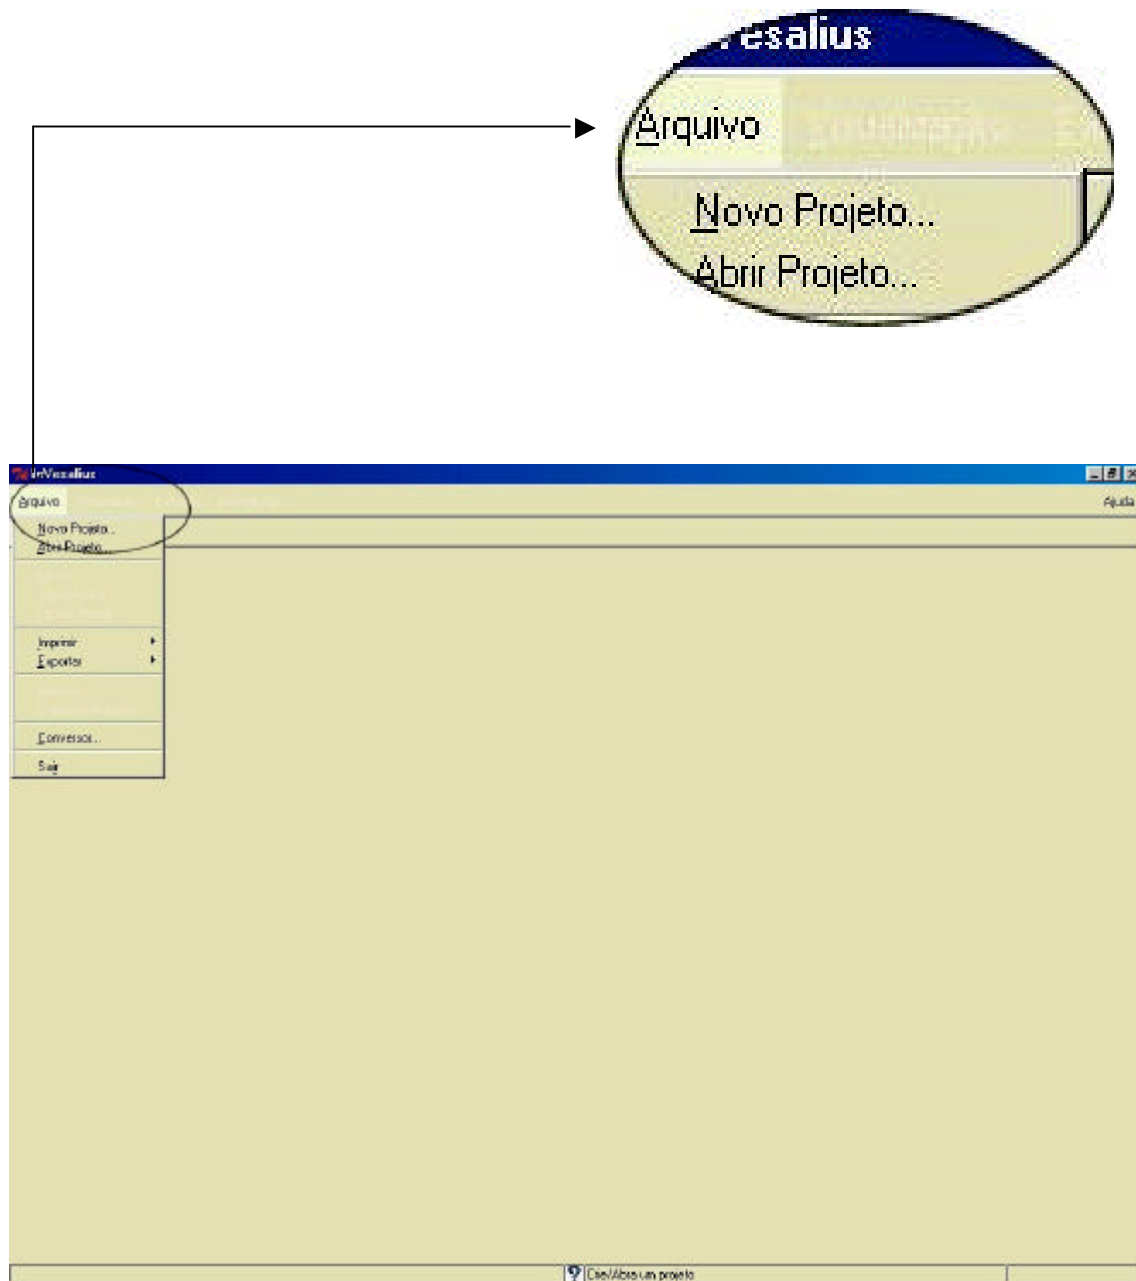 esalius
Arquivo
Novo Projeto...
Abrir Projeto...
InVesalius
Arquivo
Ajuda
Novo Projeto...
Abrir Projeto...
Imprimir
Exportar
Conversor...
Sair
Crie/Abra um projeto